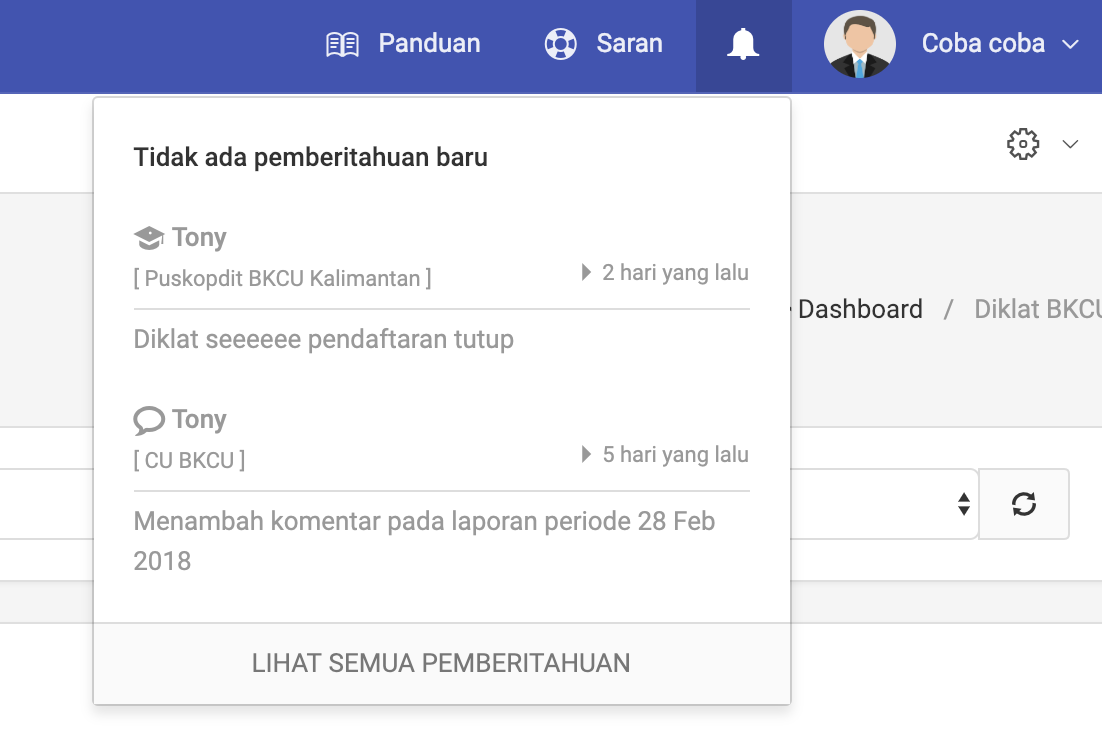 Panduan
Saran
Coba coba
Tidak ada pemberitahuan baru
Tony
[ Puskopdit BKCU Kalimantan ]
2 hari yang lalu
Diklat seeeeee pendaftaran tutup
Tony
[ CU BKCU ]
5 hari yang lalu
Menambah komentar pada laporan periode 28 Feb
2018
LIHAT SEMUA PEMBERITAHUAN
Dashboard / Diklat BKCU